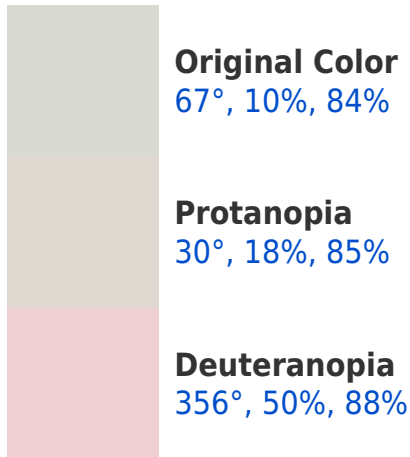 Original Color
67°, 10%, 84%
Protanopia
30°, 18%, 85%
Deuteranopia
356°, 50%, 88%